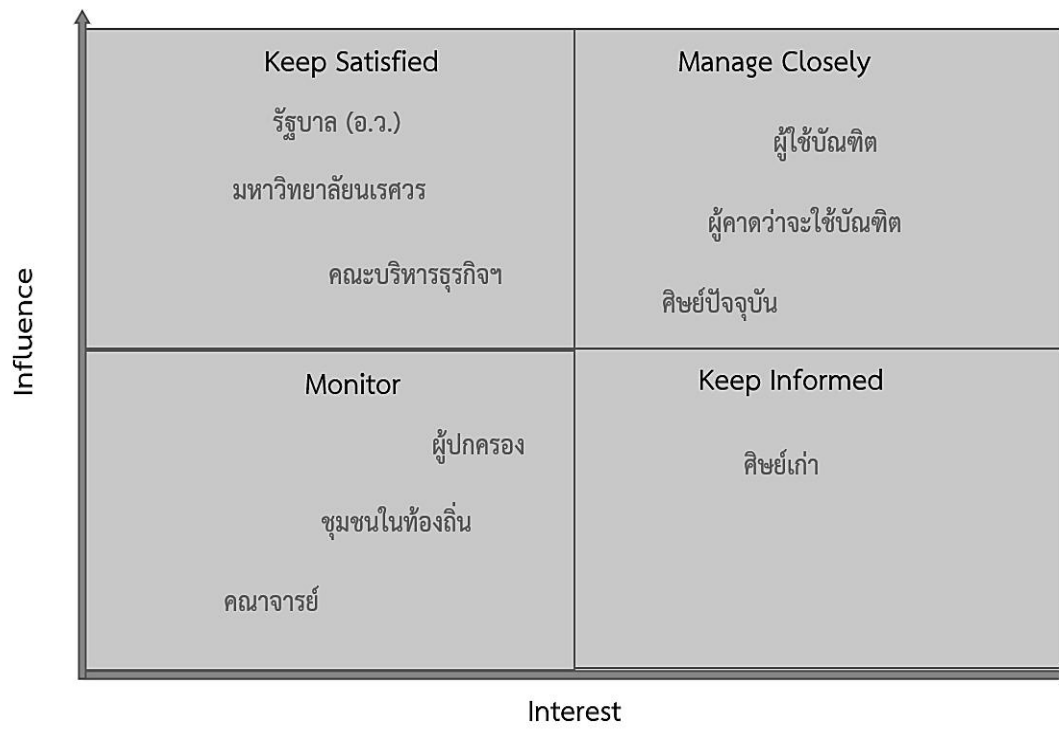 Keep Satisfied
รัฐบาล (อ.ว.)
มหาวิทยาลัยนเรศวร
คณะบริหารธุรกิจฯ
Manage Closely
ผู้ใช้บัณฑิต
ผู้คาดว่าจะใช้บัณฑิต
ศิษย์ปัจจุบัน
Influence
Monitor
ผู้ปกครอง
ชุมชนในท้องถิ่น
คณาจารย์
Keep Informed
ศิษย์เก่า
Interest